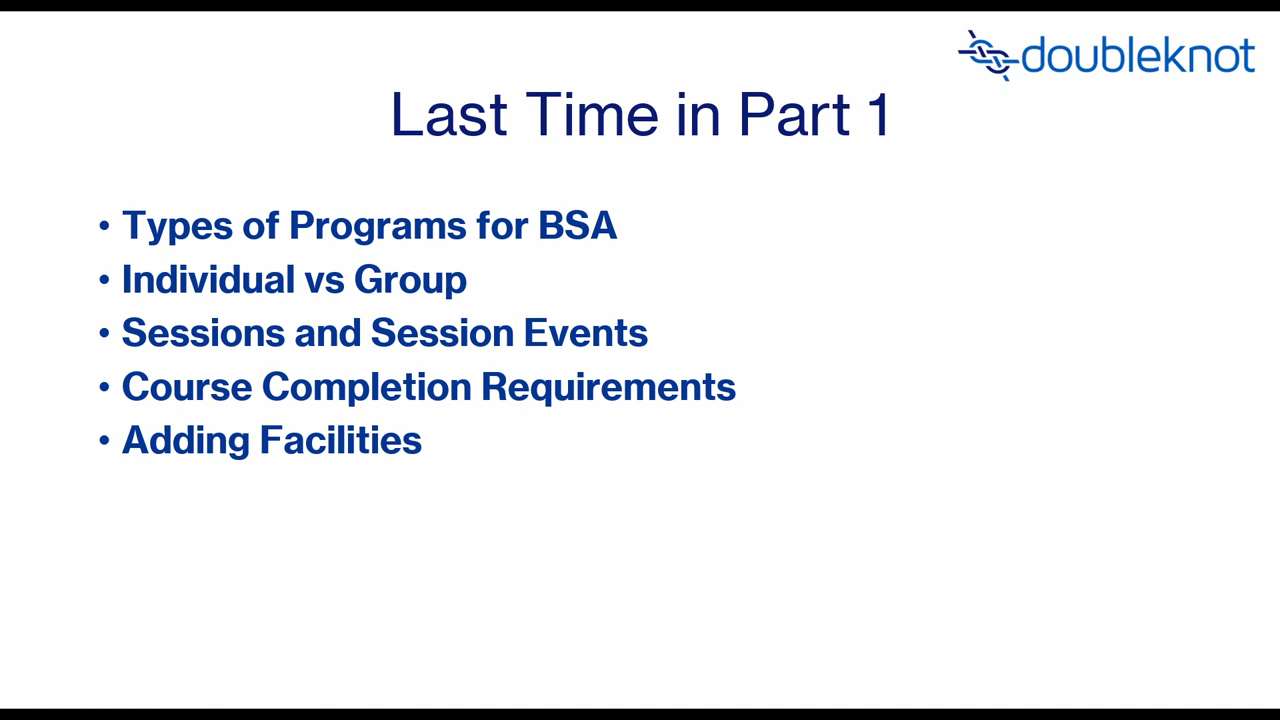 doubleknot
Last Time in Part 1
• Types of Programs for BSA
• Individual vs Group
• Sessions and Session Events
• Course Completion Requirements
• Adding Facilities